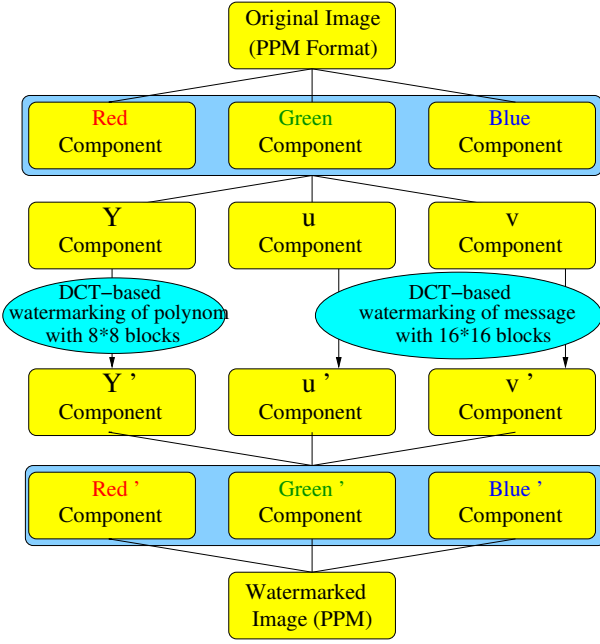 Original Image
(PPM Format)
Red
Component
Green
Component
Blue
Component
Y
Component
u
Component
v
Component
DCT−based
watermarking of polynom
with 8*8 blocks
DCT−based
watermarking of message
with 16*16 blocks
Y '
Component
u '
Component
v '
Component
Red '
Component
Green '
Component
Blue '
Component
Watermarked
Image (PPM)